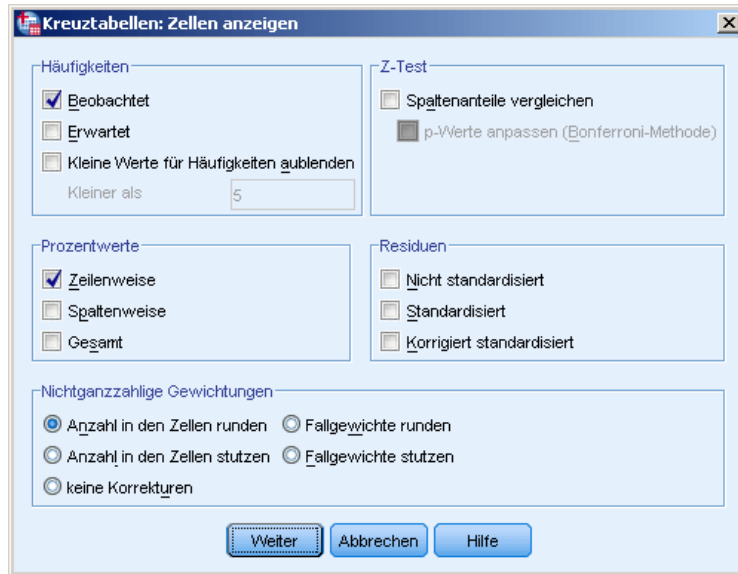 Kreuztabellen: Zellen anzeigen
Häufigkeiten
Beobachtet
Erwartet
Kleine Werte für Häufigkeiten aublenden
Kleiner als 5
Z-Test
Spaltenanteile vergleichen
p-Werte anpassen (Bonferroni-Methode)
Prozentwerte
Zeilenweise
Spaltenweise
Gesamt
Residuen
Nicht standardisiert
Standardisiert
Korrigiert standardisiert
Nichtganzzahlige Gewichtungen
Anzahl in den Zellen runden Fallgewichte runden
Anzahl in den Zellen stutzen Fallgewichte stutzen
keine Korrekturen
Weiter Abbrechen Hilfe